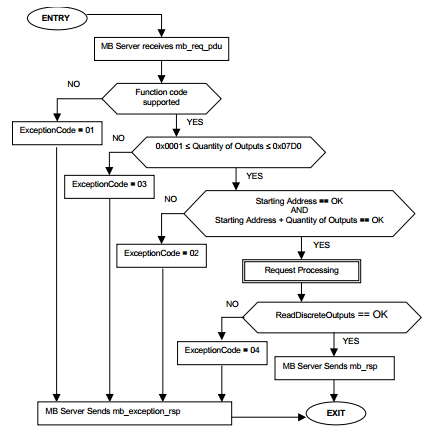 ENTRY
MB Server receives mb_req_pdu
NO
Function code
supported
YES
ExceptionCode = 01
NO
0x0001 ≤ Quantity of Outputs ≤ 0x07D0
YES
ExceptionCode = 03
NO
Starting Address == OK
AND
Starting Address + Quantity of Outputs == OK
YES
ExceptionCode = 02
Request Processing
NO
ReadDiscreteOutputs == OK
YES
ExceptionCode = 04
MB Server Sends mb_rsp
MB Server Sends mb_exception_rsp
EXIT